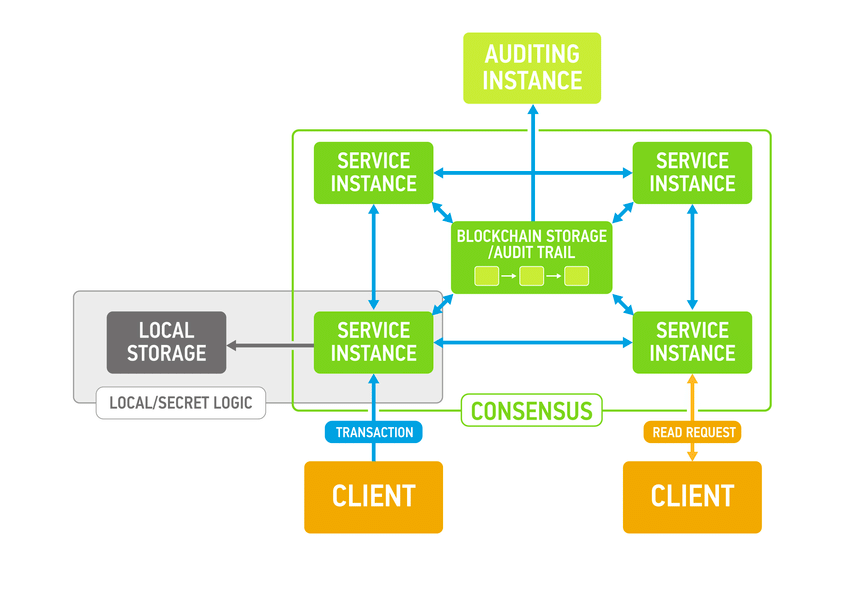 AUDITING
INSTANCE
SERVICE
INSTANCE
SERVICE
INSTANCE
BLOCKCHAIN STORAGE
/AUDIT TRAIL
LOCAL
STORAGE
SERVICE
INSTANCE
SERVICE
INSTANCE
LOCAL/SECRET LOGIC
CONSENSUS
TRANSACTION
READ REQUEST
CLIENT
CLIENT